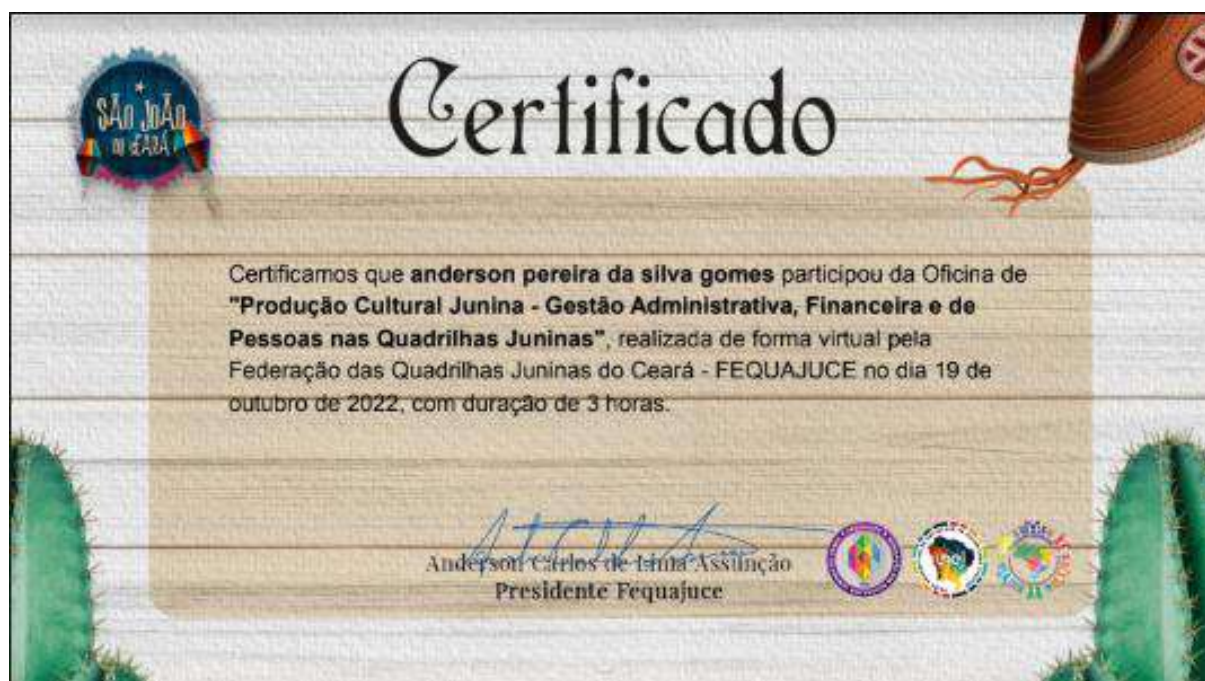 SÃO JOÃO
DO CEARÁ
Certificado
Certificamos que anderson pereira da silva gomes participou da Oficina de
"Produção Cultural Junina - Gestão Administrativa, Financeira e de
Pessoas nas Quadrilhas Juninas", realizada de forma virtual pela
Federação das Quadrilhas Juninas do Ceará - FEQUAJUCE no dia 19 de
outubro de 2022, com duração de 3 horas.
Anderson Carlos de Lima Assunção
Presidente Fequajuce